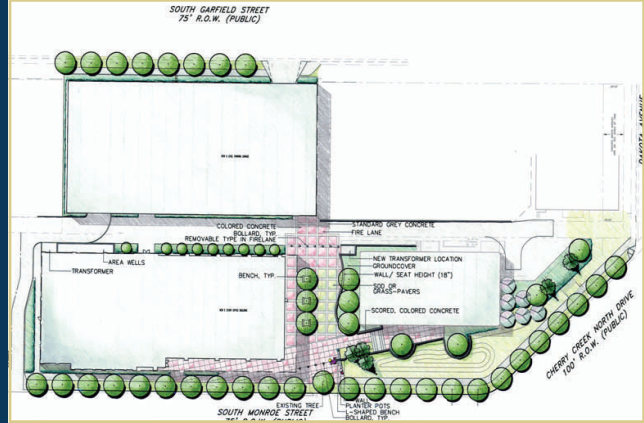 SOUTH GARFIELD STREET
75' R.O.W. (PUBLIC)
DAKOTA AVENUE
COLORED CONCRETE
BOLLARD, TYP.
REMOVABLE TYPE IN FIRELANE
STANDARD GREY CONCRETE
FIRE LANE
AREA WELLS
TRANSFORMER
BENCH, TYP.
NEW TRANSFORMER LOCATION
GROUNDCOVER
WALL/ SEAT HEIGHT (18")
SOD OR
GRASS-PAVERS
SCORED, COLORED CONCRETE
CHERRY CREEK NORTH DRIVE
100' R.O.W. (PUBLIC)
WALL
PLANTER POTS
L-SHAPED BENCH
BOLLARD, TYP.
EXISTING TREE
SOUTH MONROE STREET
75' R.O.W. (PUBLIC)